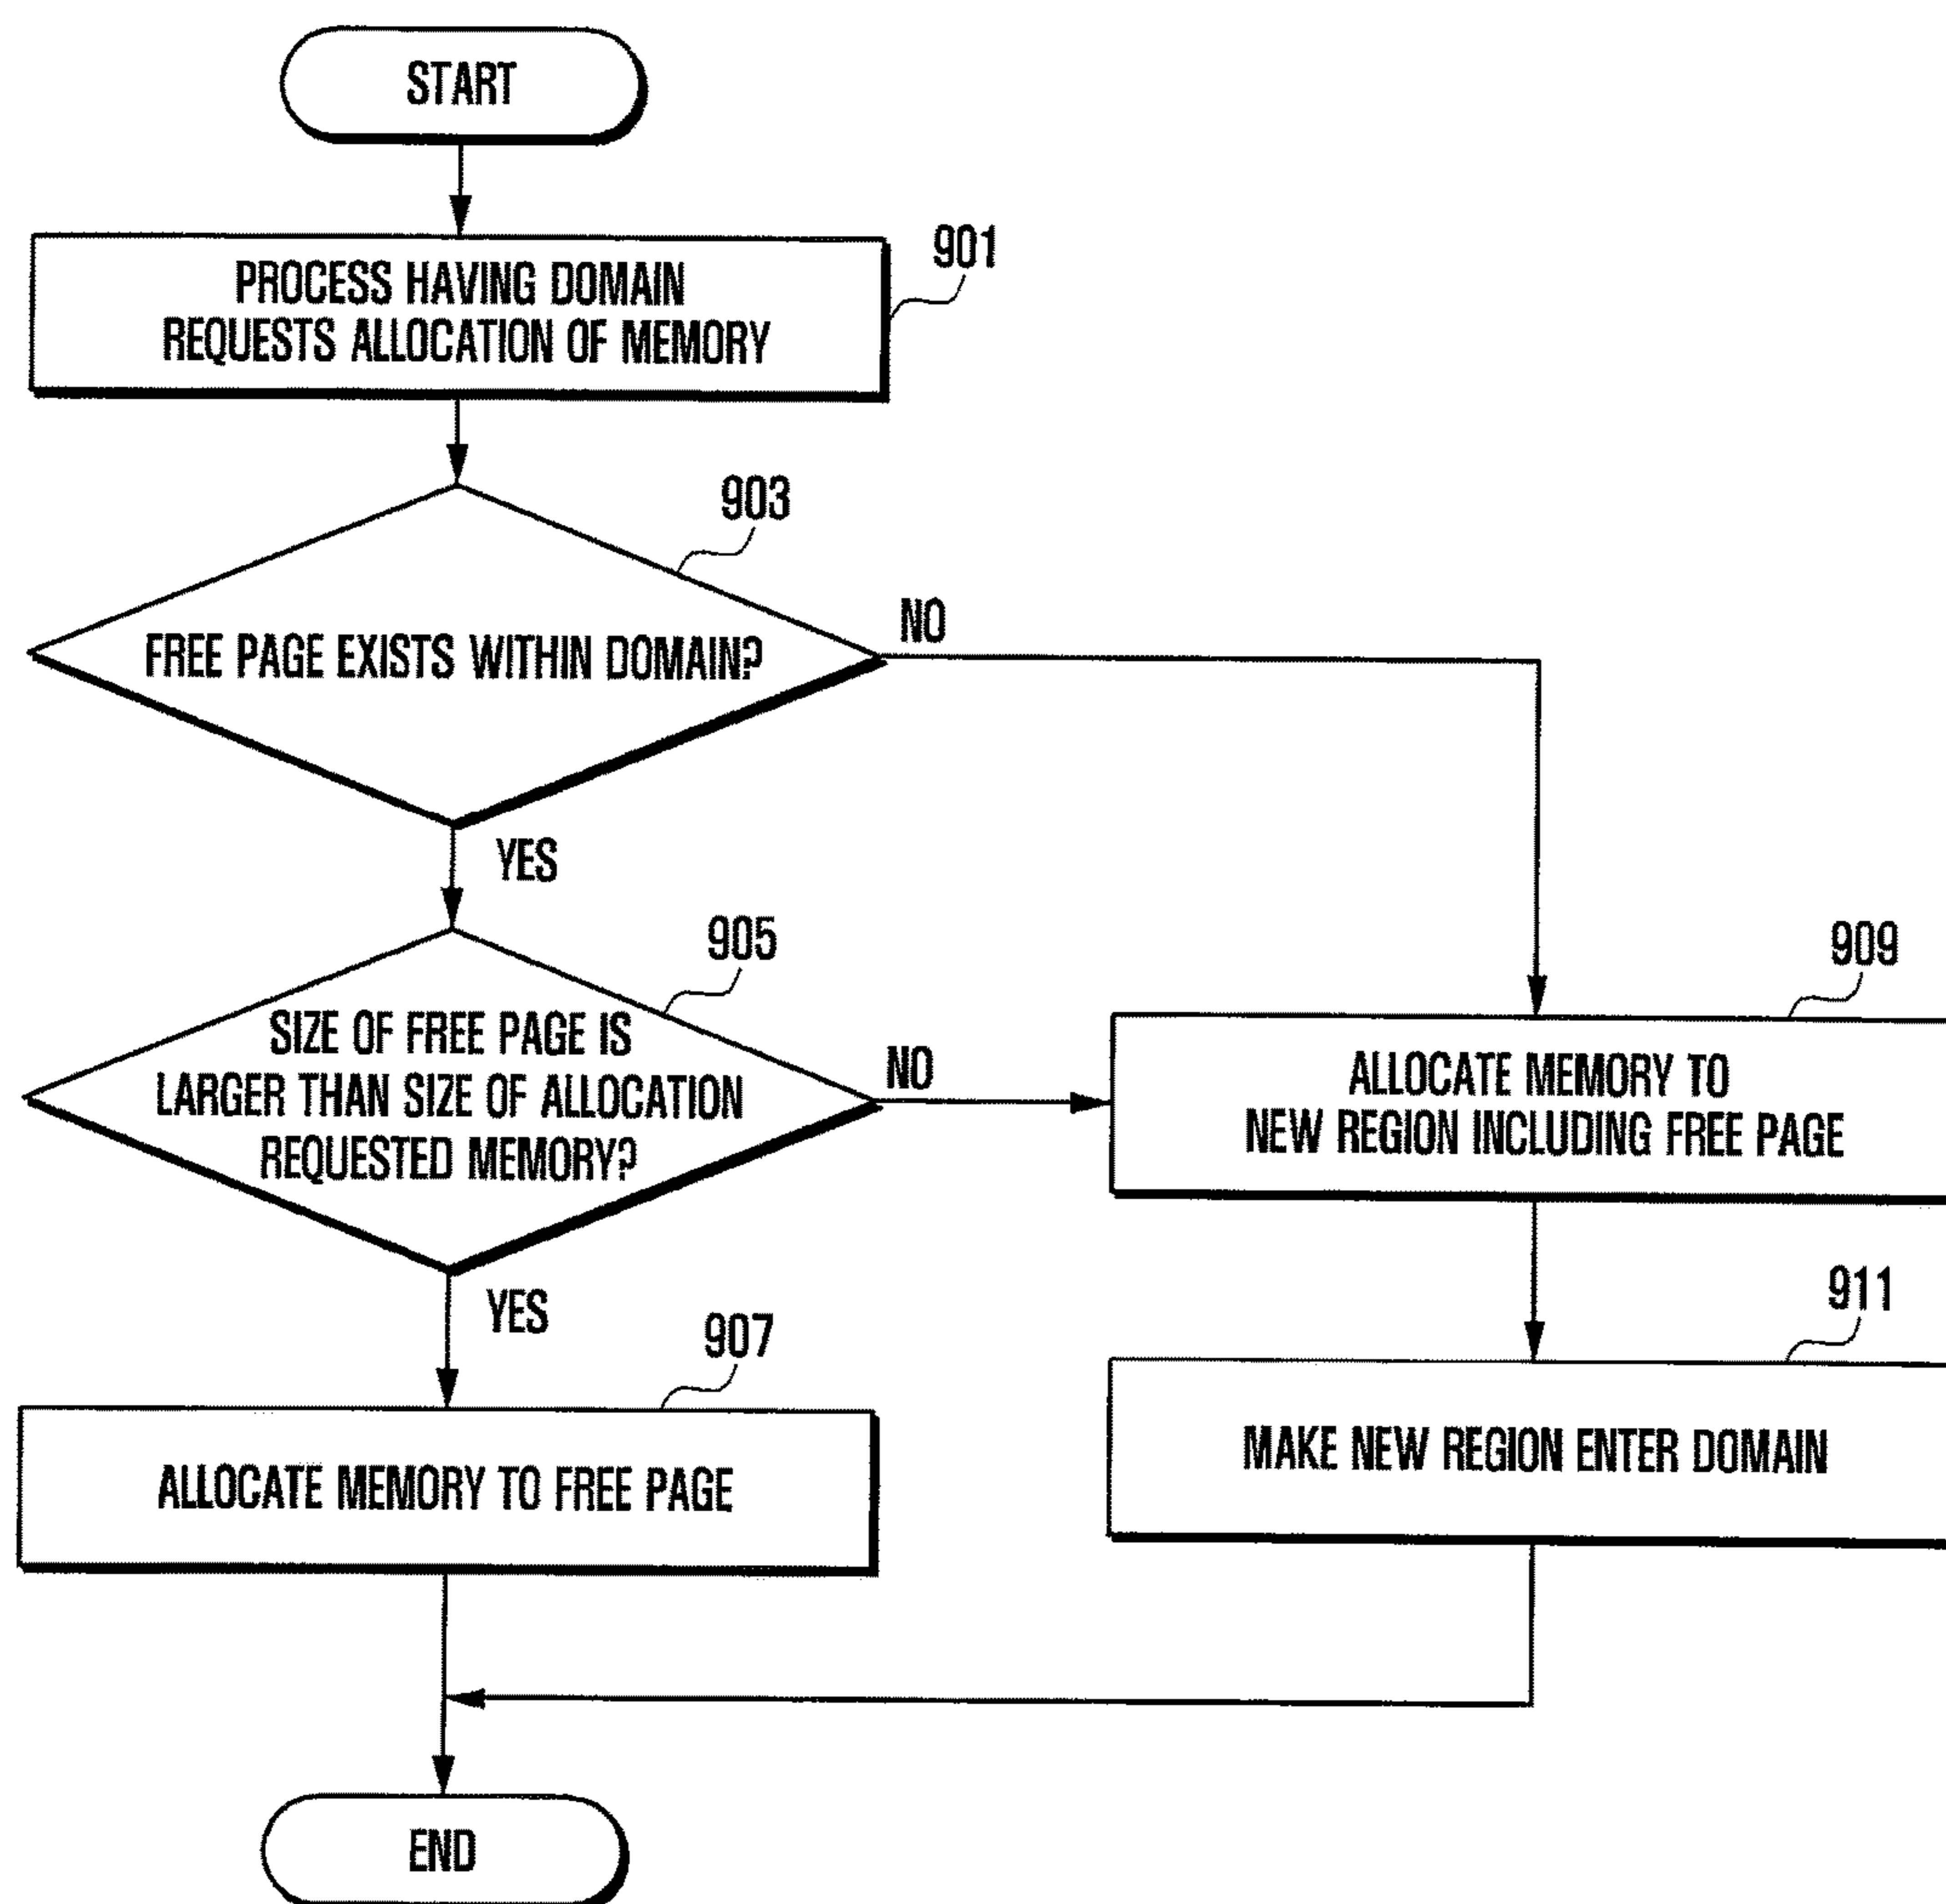 START
901
PROCESS HAVING DOMAIN
REQUESTS ALLOCATION OF MEMORY
903
FREE PAGE EXISTS WITHIN DOMAIN?
NO
YES
905
SIZE OF FREE PAGE IS
LARGER THAN SIZE OF ALLOCATION
REQUESTED MEMORY?
NO
YES
909
ALLOCATE MEMORY TO
NEW REGION INCLUDING FREE PAGE
907
ALLOCATE MEMORY TO FREE PAGE
911
MAKE NEW REGION ENTER DOMAIN
END